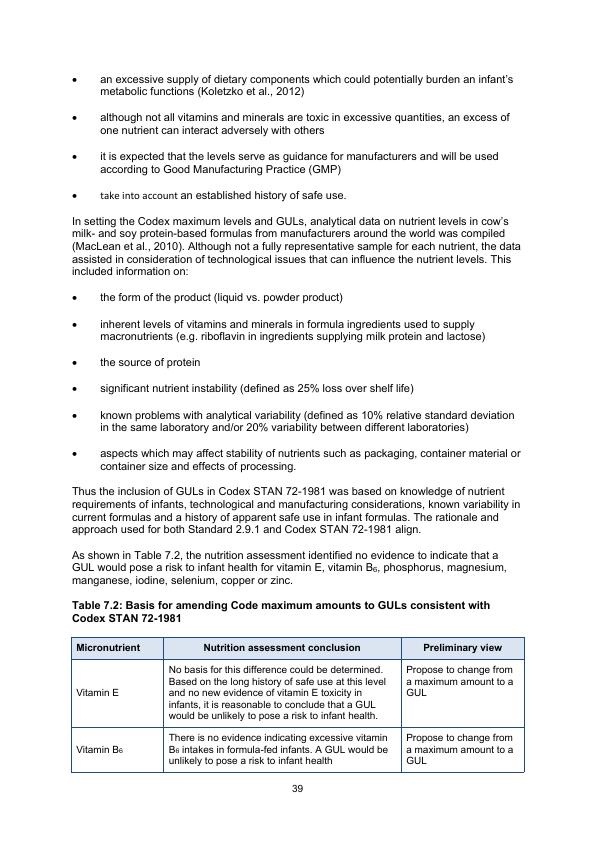 • an excessive supply of dietary components which could potentially burden an infant's
metabolic functions (Koletzko et al., 2012)
• although not all vitamins and minerals are toxic in excessive quantities, an excess of
one nutrient can interact adversely with others
• it is expected that the levels serve as guidance for manufacturers and will be used
according to Good Manufacturing Practice (GMP)
• take into account an established history of safe use.
In setting the Codex maximum levels and GULs, analytical data on nutrient levels in cow's
milk- and soy protein-based formulas from manufacturers around the world was compiled
(MacLean et al., 2010). Although not a fully representative sample for each nutrient, the data
assisted in consideration of technological issues that can influence the nutrient levels. This
included information on:
• the form of the product (liquid vs. powder product)
• inherent levels of vitamins and minerals in formula ingredients used to supply
macronutrients (e.g. riboflavin in ingredients supplying milk protein and lactose)
• the source of protein
• significant nutrient instability (defined as 25% loss over shelf life)
• known problems with analytical variability (defined as 10% relative standard deviation
in the same laboratory and/or 20% variability between different laboratories)
• aspects which may affect stability of nutrients such as packaging, container material or
container size and effects of processing.
Thus the inclusion of GULs in Codex STAN 72-1981 was based on knowledge of nutrient
requirements of infants, technological and manufacturing considerations, known variability in
current formulas and a history of apparent safe use in infant formulas. The rationale and
approach used for both Standard 2.9.1 and Codex STAN 72-1981 align.
As shown in Table 7.2, the nutrition assessment identified no evidence to indicate that a
GUL would pose a risk to infant health for vitamin E, vitamin B₆, phosphorus, magnesium,
manganese, iodine, selenium, copper or zinc.
Table 7.2: Basis for amending Code maximum amounts to GULs consistent with
Codex STAN 72-1981
Micronutrient
Nutrition assessment conclusion
Preliminary view
Vitamin E
No basis for this difference could be determined.
Based on the long history of safe use at this level
and no new evidence of vitamin E toxicity in
infants, it is reasonable to conclude that a GUL
would be unlikely to pose a risk to infant health.
Propose to change from
a maximum amount to a
GUL
Vitamin B₆
There is no evidence indicating excessive vitamin
B₆ intakes in formula-fed infants. A GUL would be
unlikely to pose a risk to infant health
Propose to change from
a maximum amount to a
GUL
39